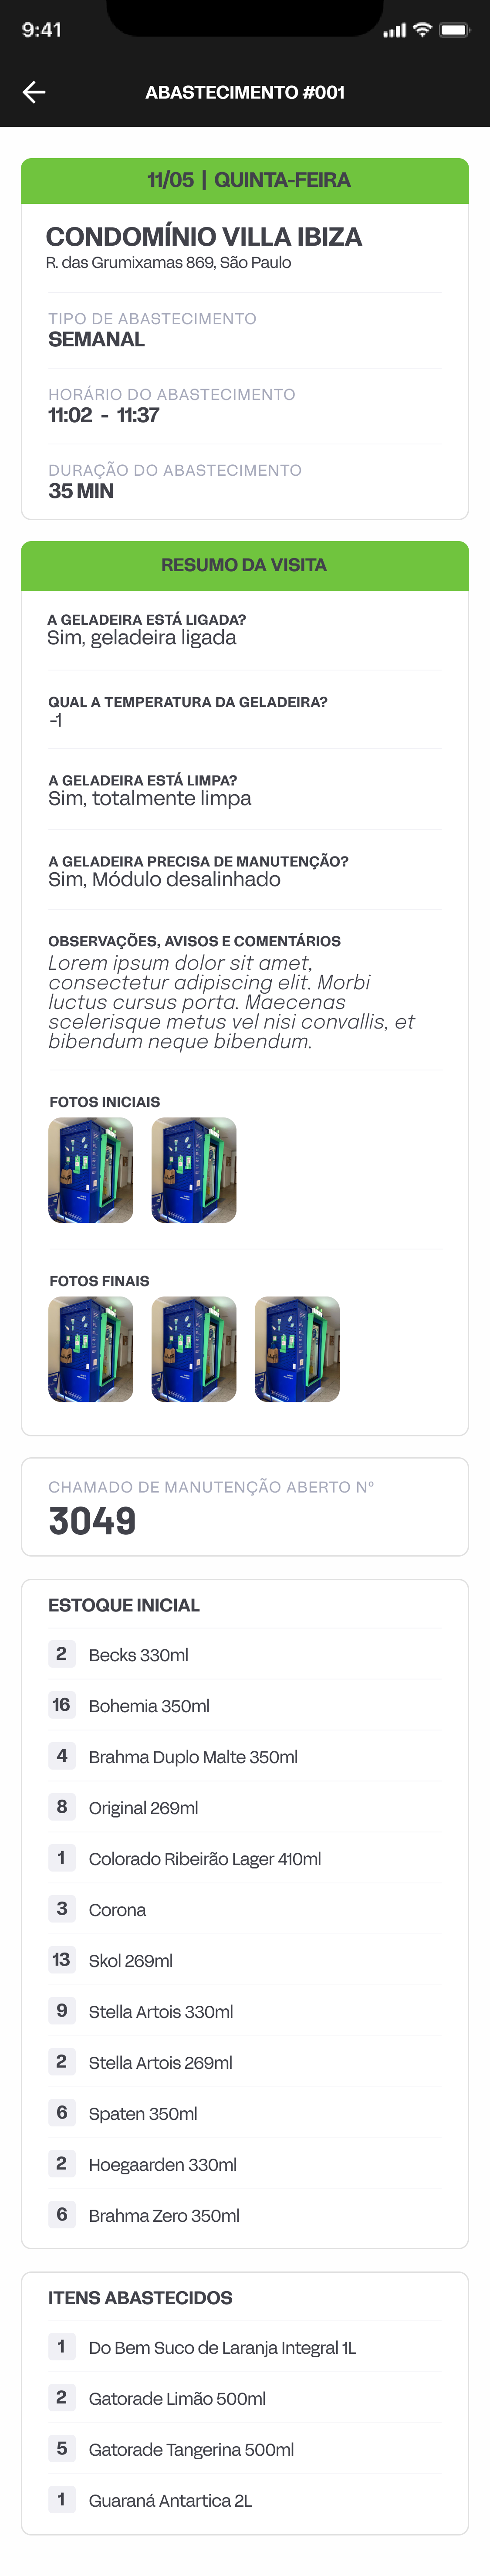 9:41
ABASTECIMENTO #001
11/05 | QUINTA-FEIRA
CONDOMÍNIO VILLA IBIZA
R. das Grumixamas 869, São Paulo
TIPO DE ABASTECIMENTO
SEMANAL
HORÁRIO DO ABASTECIMENTO
11:02 - 11:37
DURAÇÃO DO ABASTECIMENTO
35 MIN
RESUMO DA VISITA
A GELADEIRA ESTÁ LIGADA?
Sim, geladeira ligada
QUAL A TEMPERATURA DA GELADEIRA?
-1
A GELADEIRA ESTÁ LIMPA?
Sim, totalmente limpa
A GELADEIRA PRECISA DE MANUTENÇÃO?
Sim, Módulo desalinhado
OBSERVAÇÕES, AVISOS E COMENTÁRIOS
Lorem ipsum dolor sit amet,
consectetur adipiscing elit. Morbi
luctus cursus porta. Maecenas
scelerisque metus vel nisi convallis, et
bibendum neque bibendum.
FOTOS INICIAIS
FOTOS FINAIS
CHAMADO DE MANUTENÇÃO ABERTO Nº
3049
ESTOQUE INICIAL
2 Becks 330ml
16 Bohemia 350ml
4 Brahma Duplo Malte 350ml
8 Original 269ml
1 Colorado Ribeirão Lager 410ml
3 Corona
13 Skol 269ml
9 Stella Artois 330ml
2 Stella Artois 269ml
6 Spaten 350ml
2 Hoegaarden 330ml
6 Brahma Zero 350ml
ITENS ABASTECIDOS
1 Do Bem Suco de Laranja Integral 1L
2 Gatorade Limão 500ml
5 Gatorade Tangerina 500ml
1 Guaraná Antartica 2L